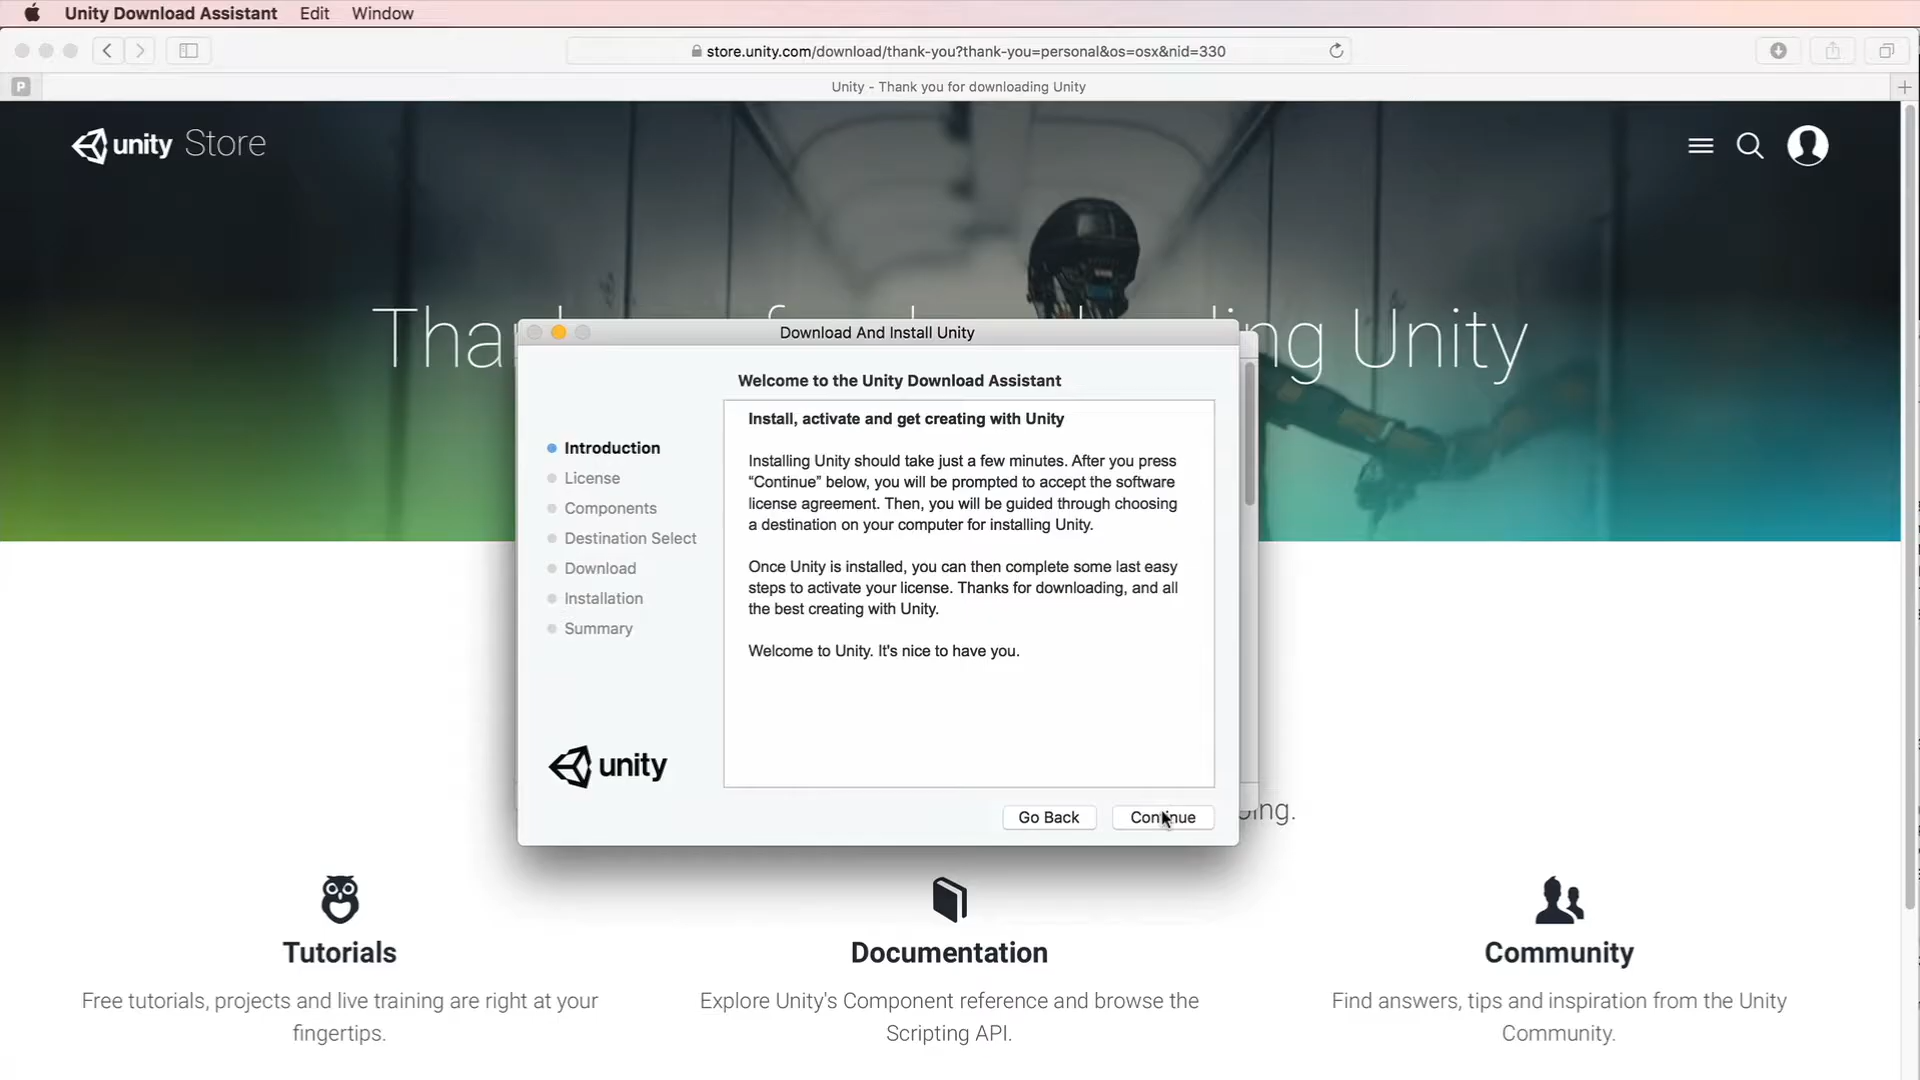 Unity Download Assistant Edit Window
store.unity.com/download/thank-you?thank-you=personal&os=osx&nid=330
P
Unity - Thank you for downloading Unity
unity Store
Tha
ing Unity
Download And Install Unity
Welcome to the Unity Download Assistant
Introduction
License
Components
Destination Select
Download
Installation
Summary
unity
Install, activate and get creating with Unity
Installing Unity should take just a few minutes. After you press
“Continue” below, you will be prompted to accept the software
license agreement. Then, you will be guided through choosing
a destination on your computer for installing Unity.
Once Unity is installed, you can then complete some last easy
steps to activate your license. Thanks for downloading, and all
the best creating with Unity.
Welcome to Unity. It's nice to have you.
Go Back Continue
ing.
Tutorials
Free tutorials, projects and live training are right at your
fingertips.
Documentation
Explore Unity's Component reference and browse the
Scripting API.
Community
Find answers, tips and inspiration from the Unity
Community.